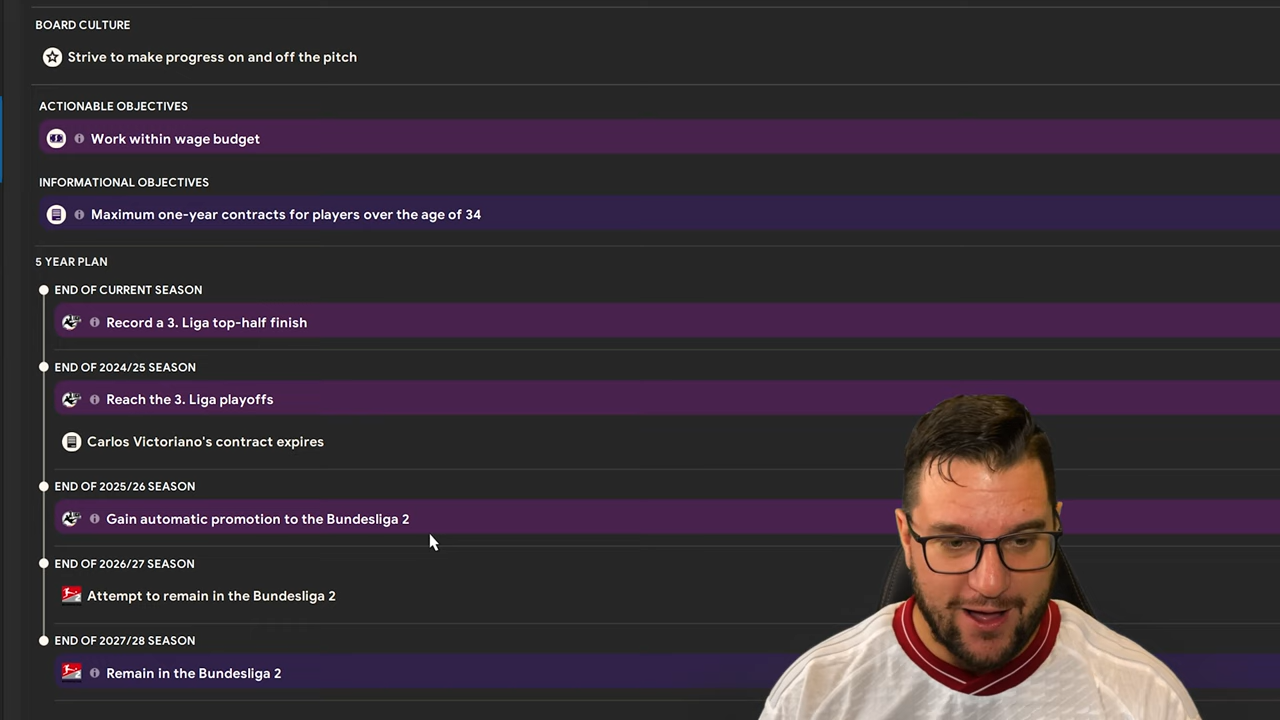 BOARD CULTURE
Strive to make progress on and off the pitch
ACTIONABLE OBJECTIVES
Work within wage budget
INFORMATIONAL OBJECTIVES
Maximum one-year contracts for players over the age of 34
5 YEAR PLAN
END OF CURRENT SEASON
Record a 3. Liga top-half finish
END OF 2024/25 SEASON
Reach the 3. Liga playoffs
Carlos Victoriano's contract expires
END OF 2025/26 SEASON
Gain automatic promotion to the Bundesliga 2
END OF 2026/27 SEASON
Attempt to remain in the Bundesliga 2
END OF 2027/28 SEASON
Remain in the Bundesliga 2